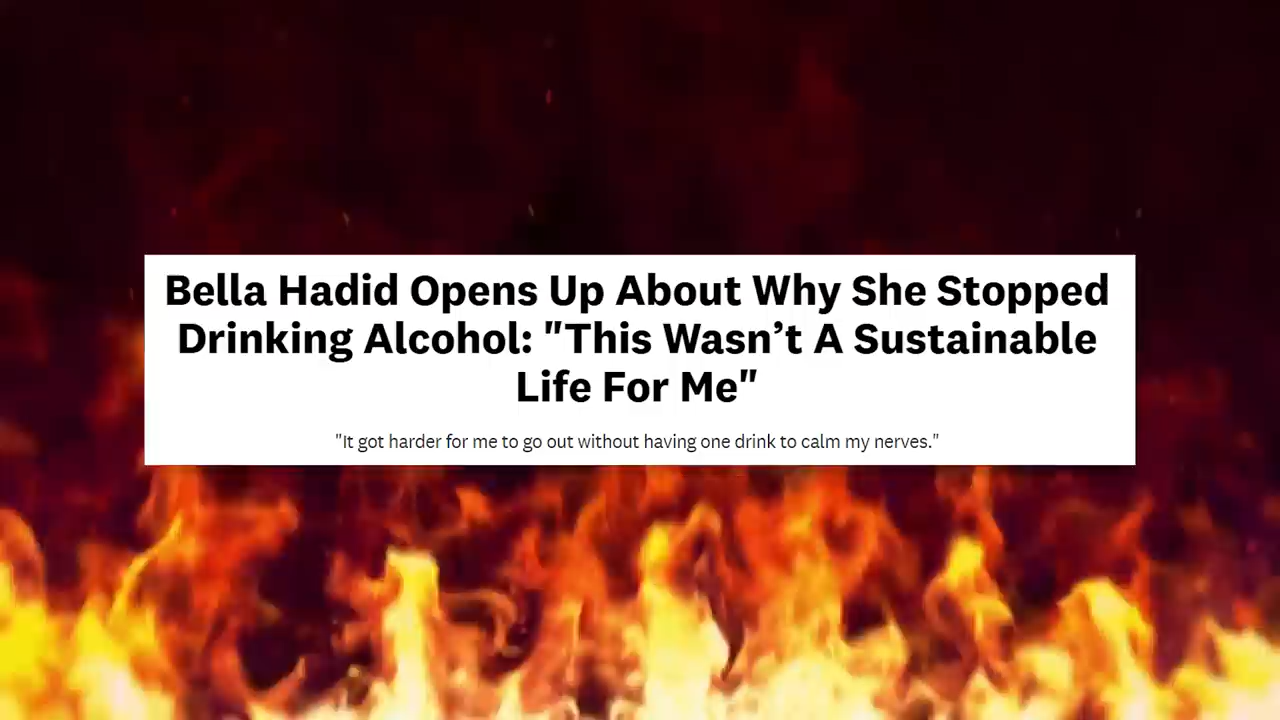 Bella Hadid Opens Up About Why She Stopped
Drinking Alcohol: "This Wasn’t A Sustainable
Life For Me"
"It got harder for me to go out without having one drink to calm my nerves."